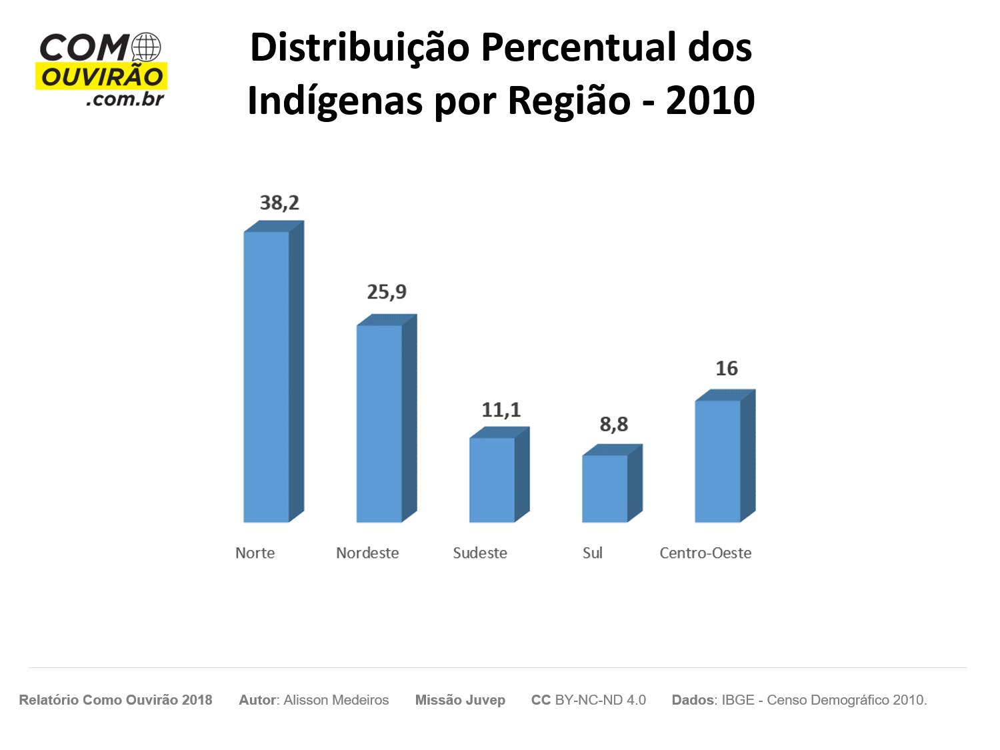 COMO
OUVIRÃO
.com.br
Distribuição Percentual dos
Indígenas por Região - 2010
38,2
25,9
11,1
8,8
16
Norte Nordeste Sudeste Sul Centro-Oeste
Relatório Como Ouvirão 2018 Autor: Alisson Medeiros Missão Juvep CC BY-NC-ND 4.0 Dados: IBGE - Censo Demográfico 2010.